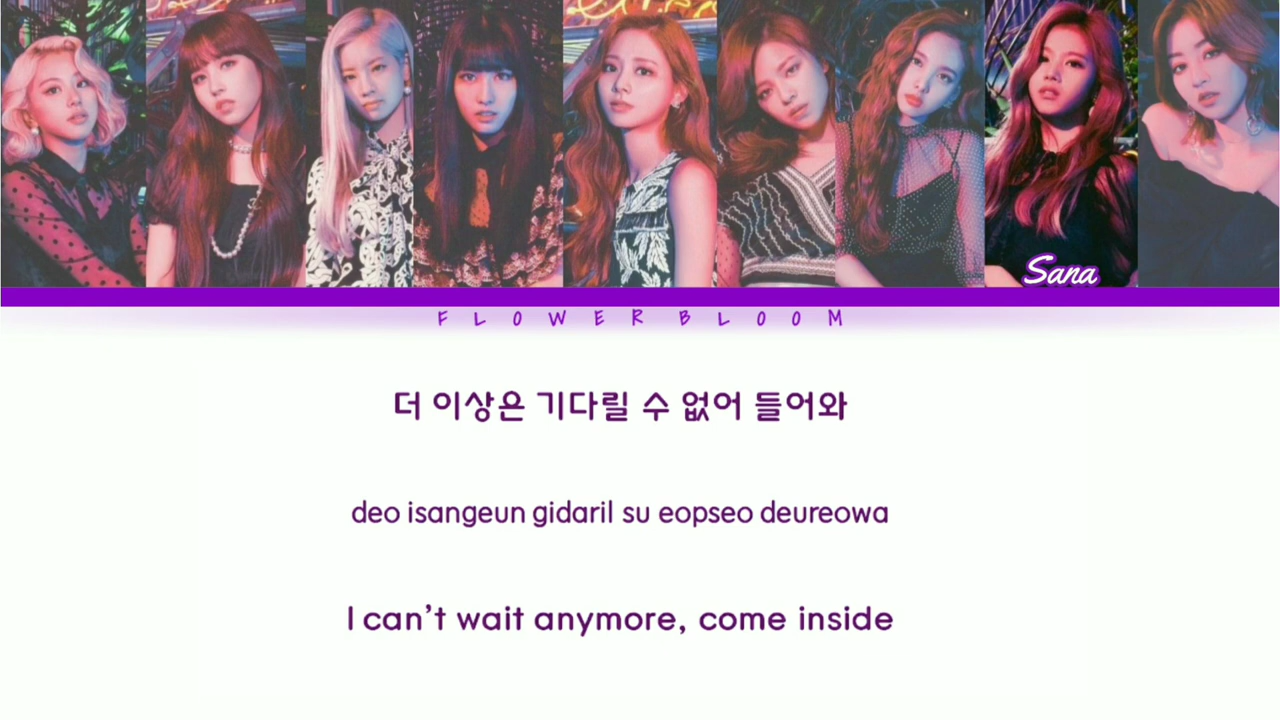 Sana
FLOWERBLOOM
더 이상은 기다릴 수 없어 들어와
deo isangeun gidaril su eopseo deureowa
I can't wait anymore, come inside